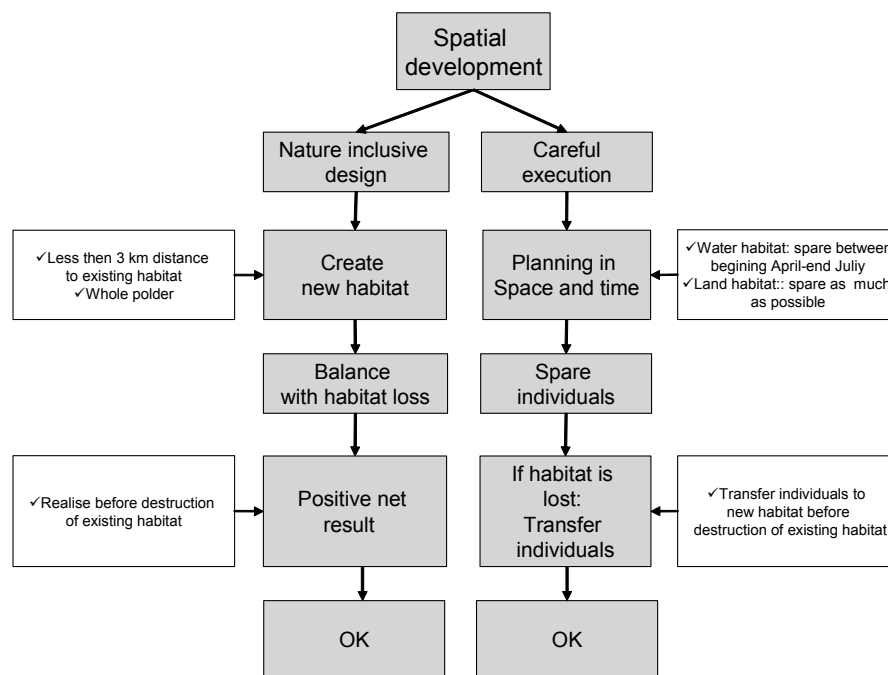 Spatial
development
Nature inclusive
design
Careful
execution
✓Less then 3 km distance
to existing habitat
✓Whole polder
Create
new habitat
Planning in
Space and time
✓Water habitat: spare between
begining April-end Juliy
✓Land habitat:: spare as much
as possible
Balance
with habitat loss
Spare
individuals
✓Realise before destruction
of existing habitat
Positive net
result
If habitat is
lost:
Transfer
individuals
✓Transfer individuals to
new habitat before
destruction of existing habitat
OK
OK